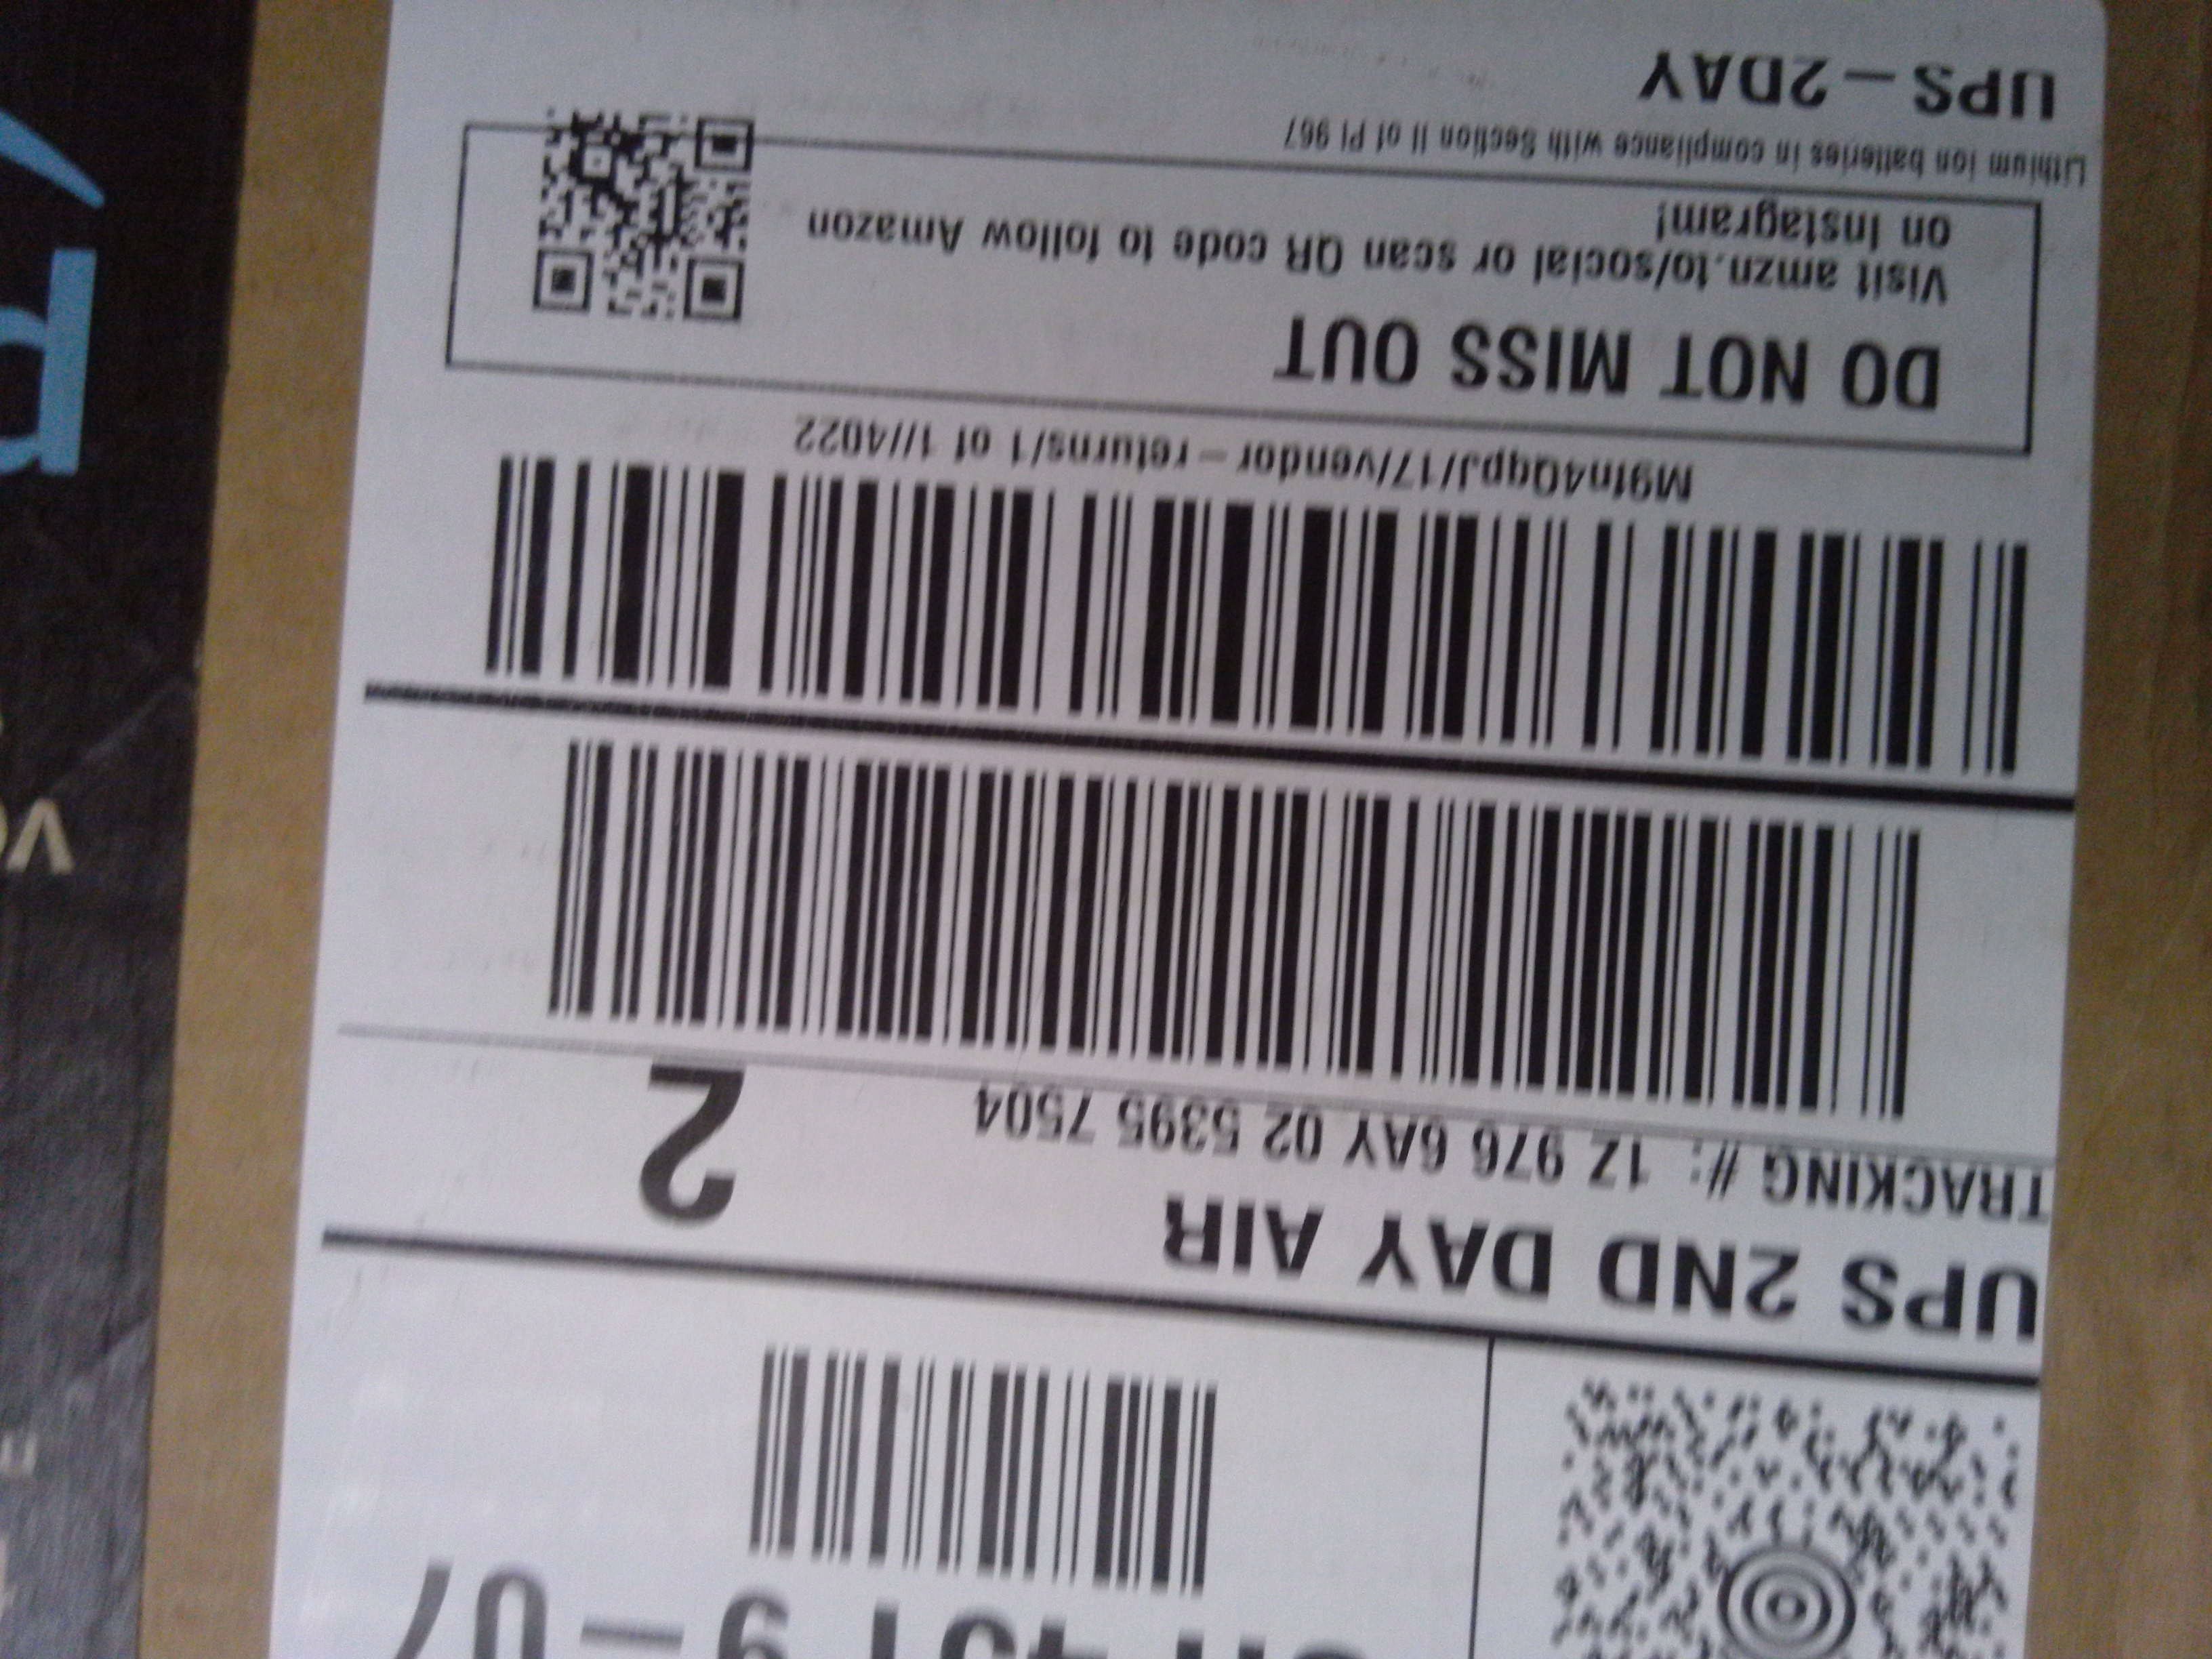 UPS 2ND DAY AIR
TRACKING #: 1Z 976 6AY 02 5395 7504
2
M9fn4QqpJ/17/vendor-returns/1 of 1//4022
DO NOT MISS OUT
Visit amzn.to/social or scan QR code to follow Amazon
on Instagram!
Lithium ion batteries in compliance with Section II of PI 967
UPS-2DAY